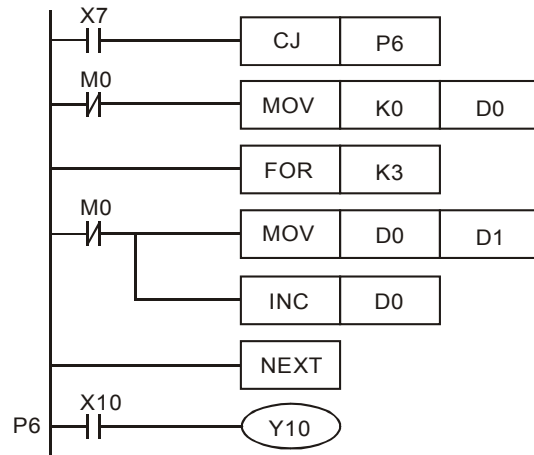 X7
CJ P6
M0
MOV K0 D0
FOR K3
M0
MOV D0 D1
INC D0
NEXT
X10
P6 Y10